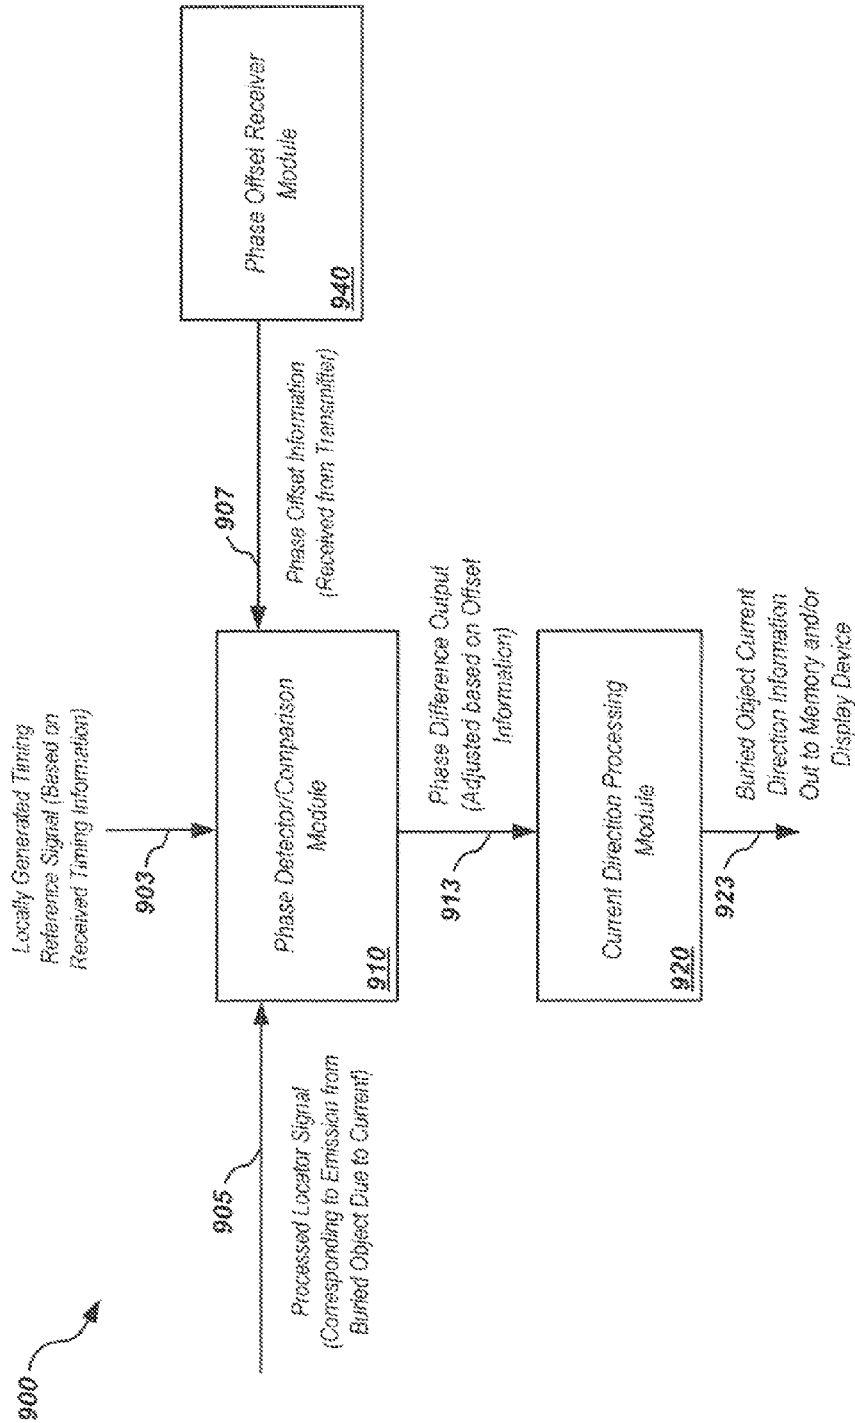 900
Locally Generated Timing
Reference Signal (Based on
Received Timing Information)
903
Processed Locator Signal
(Corresponding to Emission from
Buried Object Due to Current)
905
Phase Detector/Comparison
Module
910
907
Phase Offset Information
(Received from Transmitter)
Phase Offset Receiver
Module
940
913
Phase Difference Output
(Adjusted based on Offset
Information)
Current Direction Processing
Module
920
923
Buried Object Current
Direction Information
Out to Memory and/or
Display Device